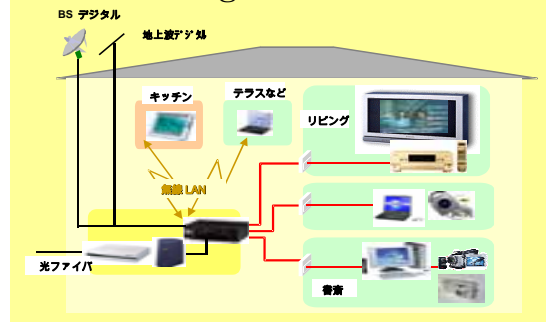 BS デジタル
地上波デジタル
キッチン
テラスなど
リビング
無線 LAN
光ファイバ
書斎